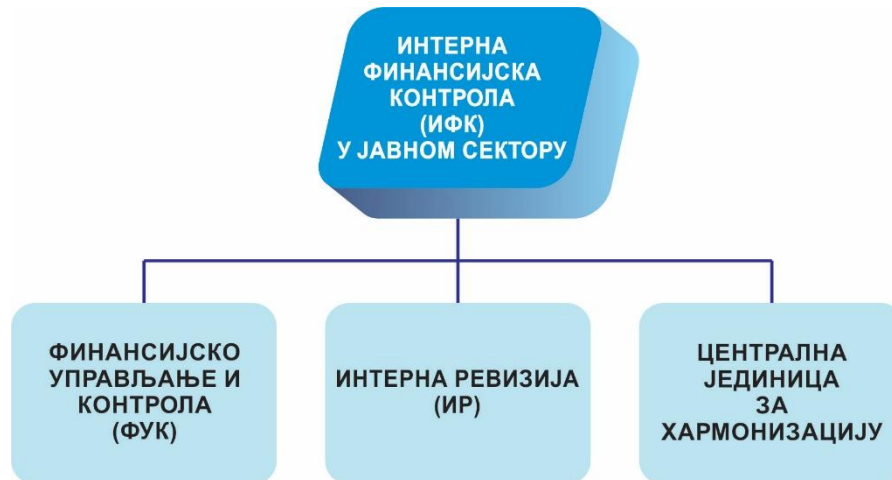 ИНТЕРНА
ФИНАНСИЈСКА
КОНТРОЛА
(ИФК)
У ЈАВНОМ СЕКТОРУ
ФИНАНСИЈСКО
УПРАВЉАЊЕ И
КОНТРОЛА
(ФУК)
ИНТЕРНА РЕВИЗИЈА
(ИР)
ЦЕНТРАЛНА
ЈЕДИНИЦА
ЗА
ХАРМОНИЗАЦИЈУ